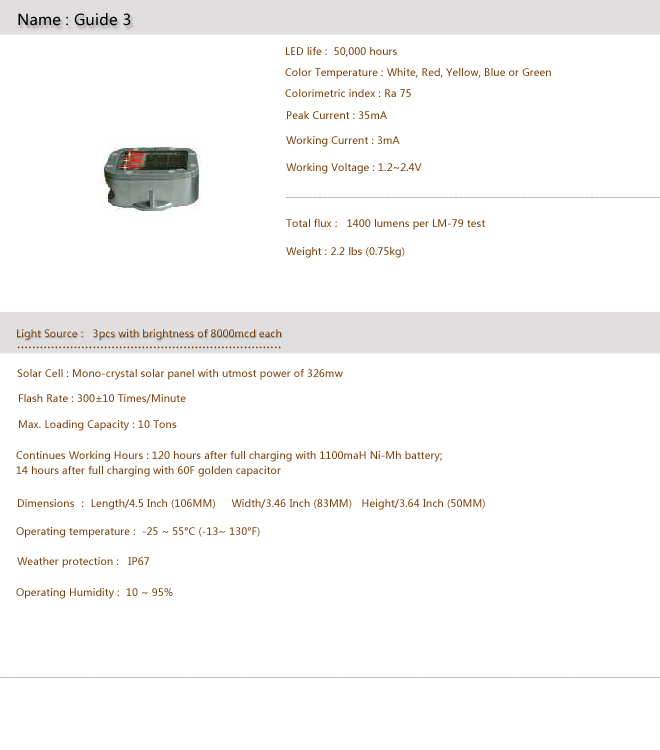 Name : Guide 3
LED life : 50,000 hours
Color Temperature : White, Red, Yellow, Blue or Green
Colorimetric index : Ra 75
Peak Current : 35mA
Working Current : 3mA
Working Voltage : 1.2~2.4V
Total flux : 1400 lumens per LM-79 test
Weight : 2.2 lbs (0.75kg)
Light Source : 3pcs with brightness of 8000mcd each
Solar Cell : Mono-crystal solar panel with utmost power of 326mw
Flash Rate : 300±10 Times/Minute
Max. Loading Capacity : 10 Tons
Continues Working Hours : 120 hours after full charging with 1100maH Ni-Mh battery;
14 hours after full charging with 60F golden capacitor
Dimensions : Length/4.5 Inch (106MM) Width/3.46 Inch (83MM) Height/3.64 Inch (50MM)
Operating temperature : -25 ~ 55°C (-13~ 130°F)
Weather protection : IP67
Operating Humidity : 10 ~ 95%